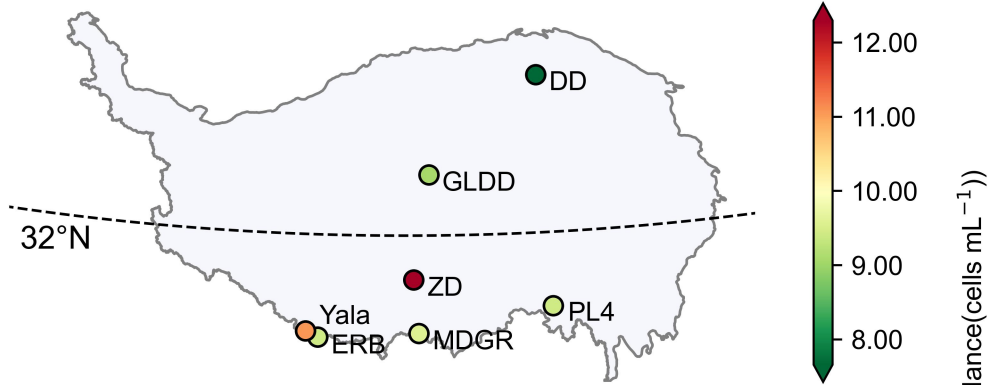 DD
GLDD
32°N
ZD
PL4
Yala
ERB
MDGR
12.00
11.00
10.00
9.00
8.00
(cells mL⁻¹))